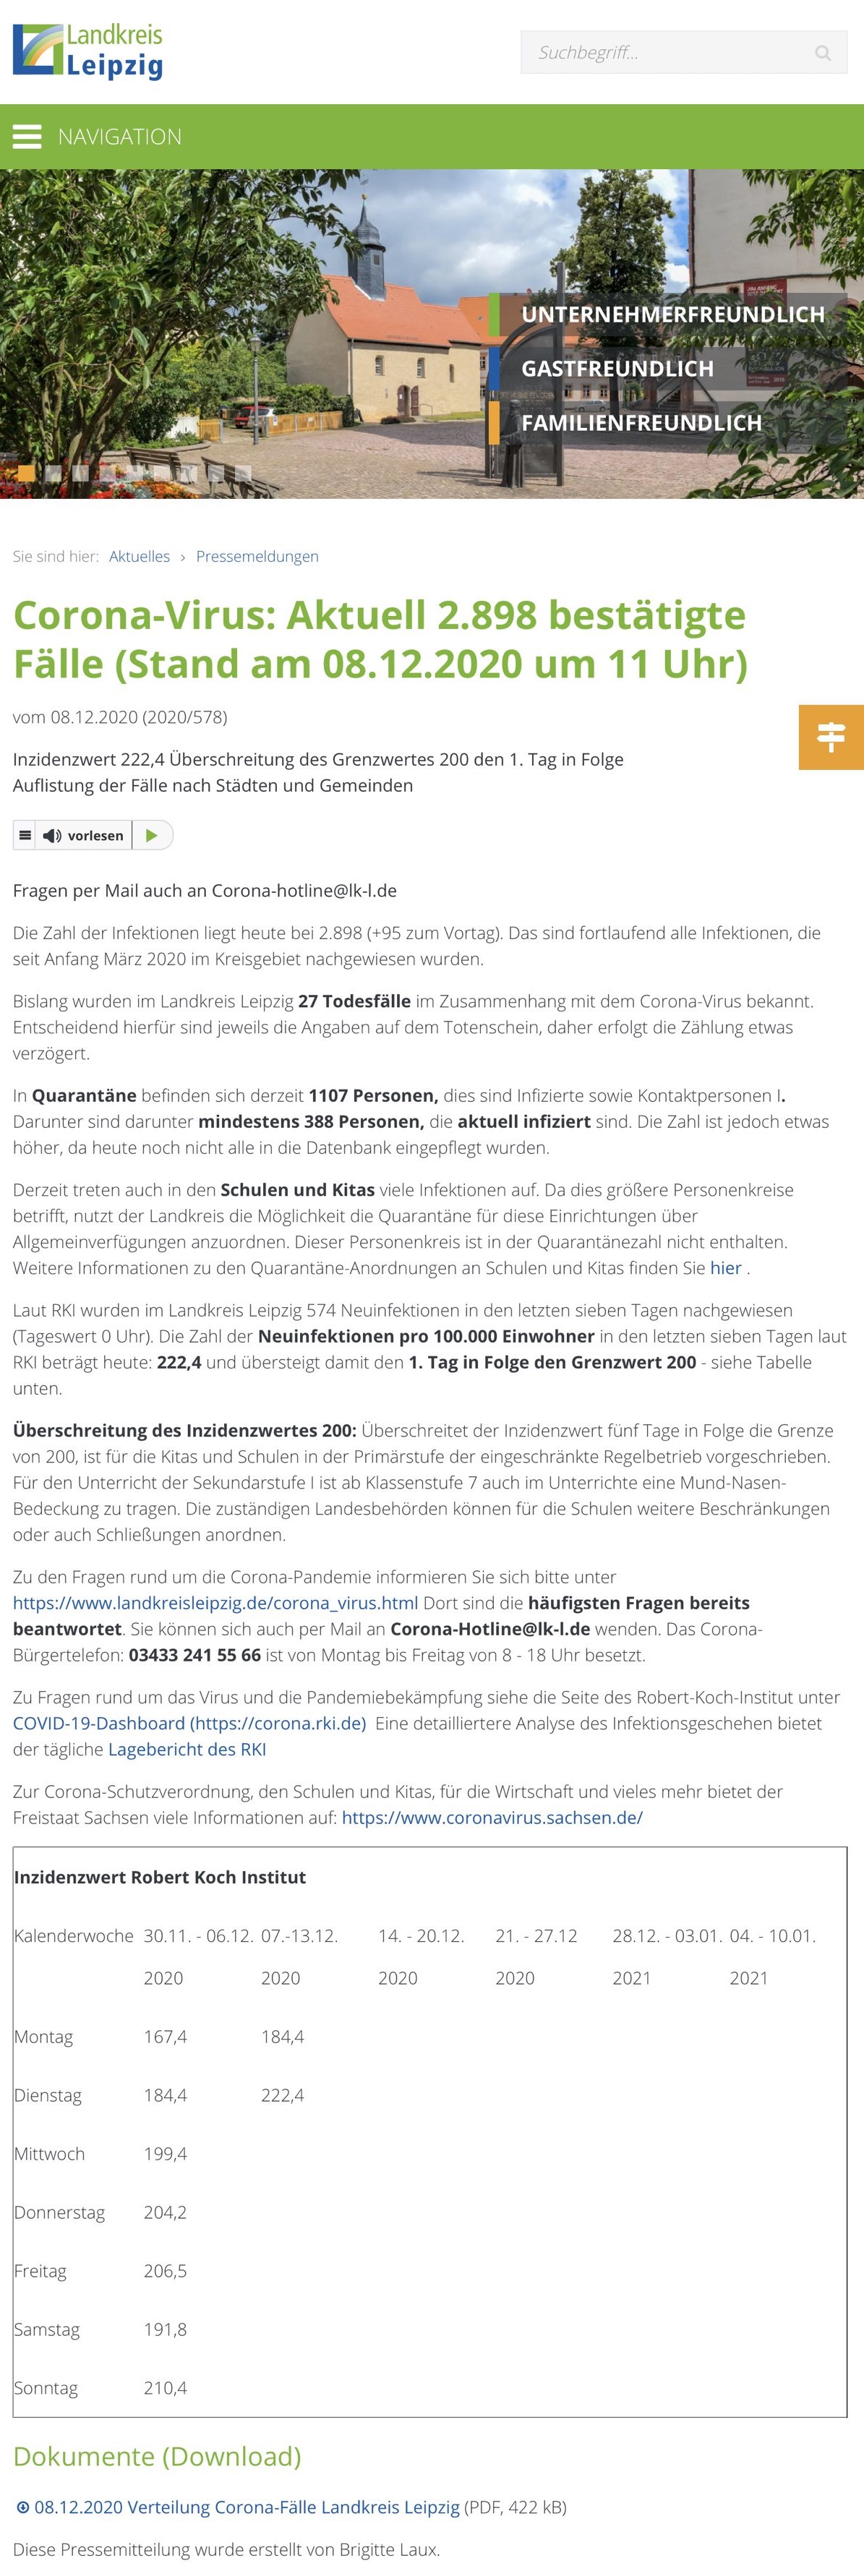 Landkreis
Leipzig
Suchbegriff...
NAVIGATION
UNTERNEHMERFREUNDLICH
GASTFREUNDLICH
FAMILIENFREUNDLICH
Sie sind hier: Aktuelles › Pressemeldungen
Corona-Virus: Aktuell 2.898 bestätigte
Fälle (Stand am 08.12.2020 um 11 Uhr)
vom 08.12.2020 (2020/578)
Inzidenzwert 222,4 Überschreitung des Grenzwertes 200 den 1. Tag in Folge
Auflistung der Fälle nach Städten und Gemeinden
vorlesen
Fragen per Mail auch an Corona-hotline@lk-l.de
Die Zahl der Infektionen liegt heute bei 2.898 (+95 zum Vortag). Das sind fortlaufend alle Infektionen, die
seit Anfang März 2020 im Kreisgebiet nachgewiesen wurden.
Bislang wurden im Landkreis Leipzig 27 Todesfälle im Zusammenhang mit dem Corona-Virus bekannt.
Entscheidend hierfür sind jeweils die Angaben auf dem Totenschein, daher erfolgt die Zählung etwas
verzögert.
In Quarantäne befinden sich derzeit 1107 Personen, dies sind Infizierte sowie Kontaktpersonen I.
Darunter sind darunter mindestens 388 Personen, die aktuell infiziert sind. Die Zahl ist jedoch etwas
höher, da heute noch nicht alle in die Datenbank eingepflegt wurden.
Derzeit treten auch in den Schulen und Kitas viele Infektionen auf. Da dies größere Personenkreise
betrifft, nutzt der Landkreis die Möglichkeit die Quarantäne für diese Einrichtungen über
Allgemeinverfügungen anzuordnen. Dieser Personenkreis ist in der Quarantänezahl nicht enthalten.
Weitere Informationen zu den Quarantäne-Anordnungen an Schulen und Kitas finden Sie hier .
Laut RKI wurden im Landkreis Leipzig 574 Neuinfektionen in den letzten sieben Tagen nachgewiesen
(Tageswert 0 Uhr). Die Zahl der Neuinfektionen pro 100.000 Einwohner in den letzten sieben Tagen laut
RKI beträgt heute: 222,4 und übersteigt damit den 1. Tag in Folge den Grenzwert 200 - siehe Tabelle
unten.
Überschreitung des Inzidenzwertes 200: Überschreitet der Inzidenzwert fünf Tage in Folge die Grenze
von 200, ist für die Kitas und Schulen in der Primärstufe der eingeschränkte Regelbetrieb vorgeschrieben.
Für den Unterricht der Sekundarstufe I ist ab Klassenstufe 7 auch im Unterrichte eine Mund-Nasen-
Bedeckung zu tragen. Die zuständigen Landesbehörden können für die Schulen weitere Beschränkungen
oder auch Schließungen anordnen.
Zu den Fragen rund um die Corona-Pandemie informieren Sie sich bitte unter
https://www.landkreisleipzig.de/corona_virus.html Dort sind die häufigsten Fragen bereits
beantwortet. Sie können sich auch per Mail an Corona-Hotline@lk-l.de wenden. Das Corona-
Bürgertelefon: 03433 241 55 66 ist von Montag bis Freitag von 8 - 18 Uhr besetzt.
Zu Fragen rund um das Virus und die Pandemiebekämpfung siehe die Seite des Robert-Koch-Institut unter
COVID-19-Dashboard (https://corona.rki.de) Eine detailliertere Analyse des Infektionsgeschehen bietet
der tägliche Lagebericht des RKI
Zur Corona-Schutzverordnung, den Schulen und Kitas, für die Wirtschaft und vieles mehr bietet der
Freistaat Sachsen viele Informationen auf: https://www.coronavirus.sachsen.de/
Inzidenzwert Robert Koch Institut
Kalenderwoche 30.11. - 06.12. 07.-13.12. 14. - 20.12. 21. - 27.12 28.12. - 03.01. 04. - 10.01.
2020 2020 2020 2020 2021 2021
Montag 167,4 184,4
Dienstag 184,4 222,4
Mittwoch 199,4
Donnerstag 204,2
Freitag 206,5
Samstag 191,8
Sonntag 210,4
Dokumente (Download)
08.12.2020 Verteilung Corona-Fälle Landkreis Leipzig (PDF, 422 kB)
Diese Pressemitteilung wurde erstellt von Brigitte Laux.